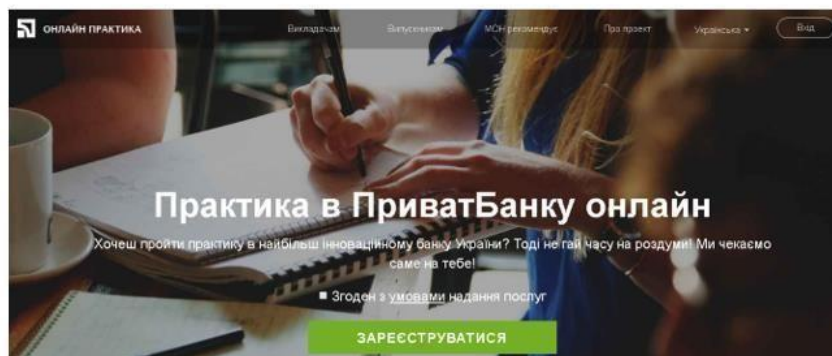 ОНЛАЙН ПРАКТИКА
Викладачам
Випускникам
МОН рекомендує
Про проект
Українська
Вхід
Практика в ПриватБанку онлайн
Хочеш пройти практику в найбільш інноваційному банку України? Тоді не гай часу на роздуми! Ми чекаємо
саме на тебе!
Згоден з умовами надання послуг
ЗАРЕЄСТРУВАТИСЯ